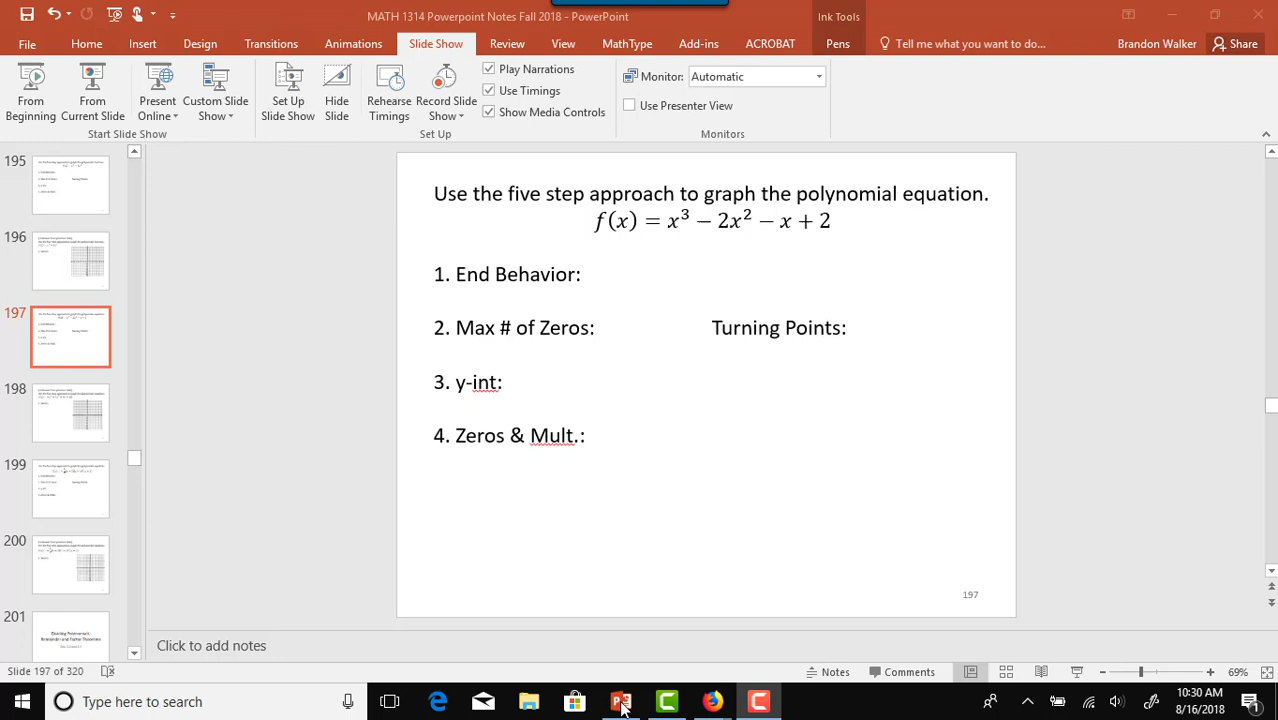 MATH 1314 Powerpoint Notes Fall 2018 - PowerPoint
Ink Tools
File Home Insert Design Transitions Animations Slide Show Review View MathType Add-ins ACROBAT Pens Tell me what you want to do... Brandon Walker Share
From Beginning
From Current Slide
Present Online
Custom Slide Show
Start Slide Show
Set Up Slide Show
Hide Slide
Rehearse Timings
Record Slide Show
Play Narrations
Use Timings
Show Media Controls
Set Up
Monitor: Automatic
Use Presenter View
Monitors
195
196
197
198
199
200
201
Use the five step approach to graph the polynomial equation.
f(x) = x³ − 2x² − x + 2
1. End Behavior:
2. Max # of Zeros: Turning Points:
3. y-int:
4. Zeros & Mult.:
197
Click to add notes
Slide 197 of 320 Notes Comments 69%
Type here to search
10:30 AM
8/16/2018